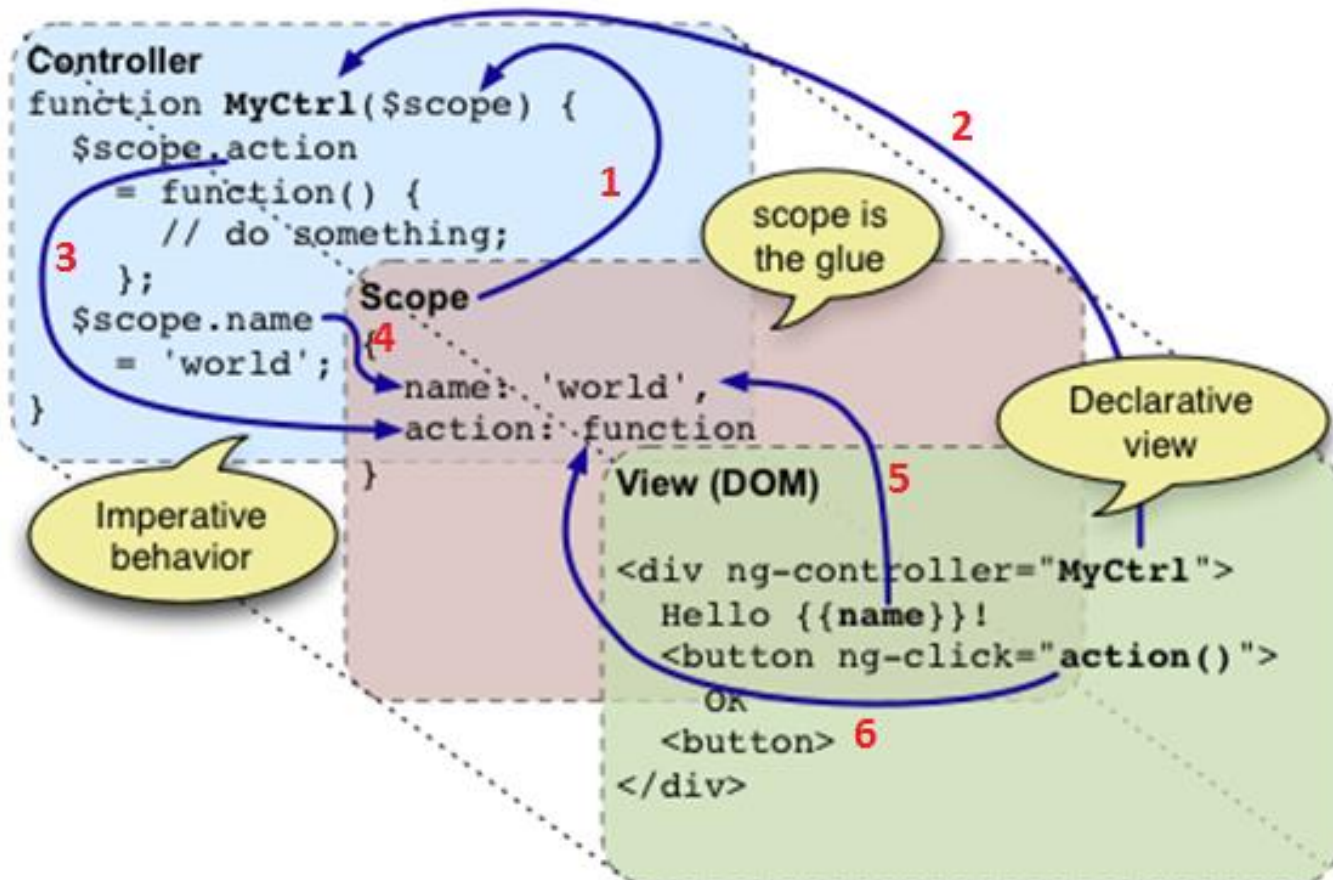 Controller
function MyCtrl($scope) {
$scope.action
= function() {
// do something;
};
$scope.name
= 'world';
}
1
2
3
4
5
6
scope is
the glue
Scope
{
name: 'world',
action: function
}
Imperative
behavior
Declarative
view
View (DOM)
<div ng-controller="MyCtrl">
Hello {{name}}!
<button ng-click="action()">
OK
<button>
</div>